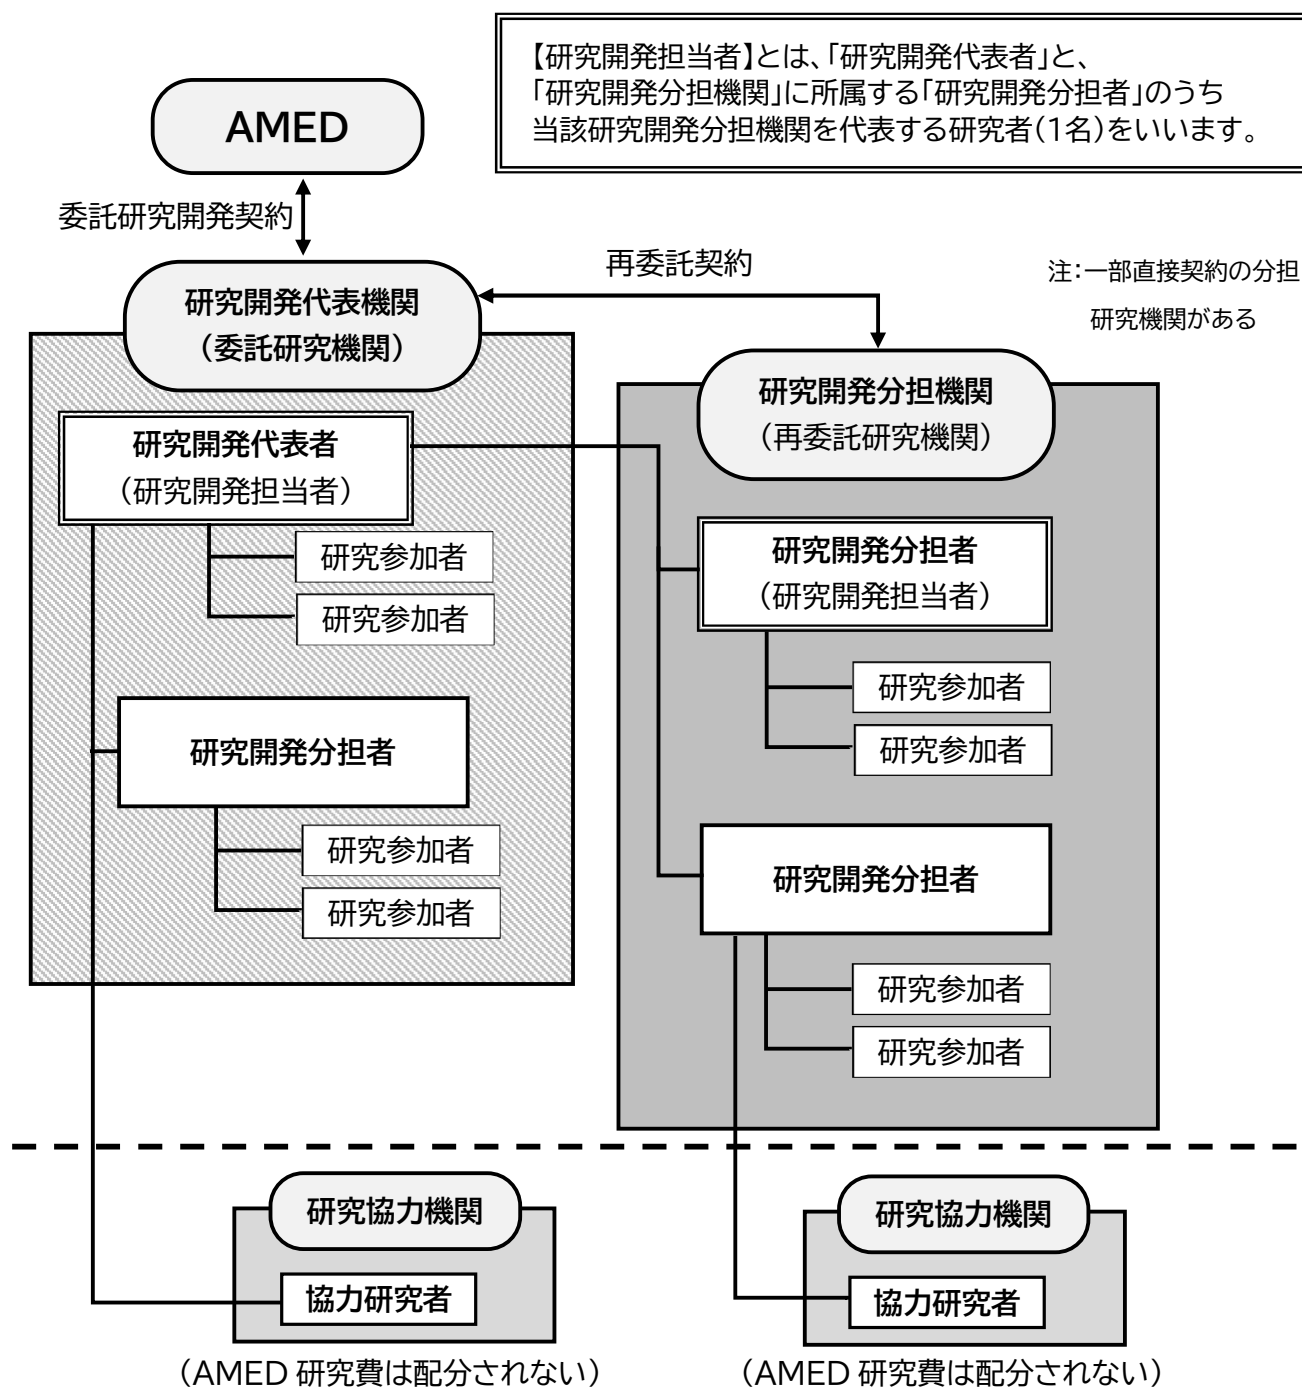 【研究開発担当者】とは、「研究開発代表者」と、
「研究開発分担機関」に所属する「研究開発分担者」のうち
当該研究開発分担機関を代表する研究者(1名)をいいます。
AMED
委託研究開発契約
再委託契約
注:一部直接契約の分担
研究機関がある
研究開発代表機関
(委託研究機関)
研究開発代表者
(研究開発担当者)
研究参加者
研究参加者
研究開発分担者
研究参加者
研究参加者
研究開発分担機関
(再委託研究機関)
研究開発分担者
(研究開発担当者)
研究参加者
研究参加者
研究開発分担者
研究参加者
研究参加者
研究協力機関
協力研究者
(AMED 研究費は配分されない)
研究協力機関
協力研究者
(AMED 研究費は配分されない)